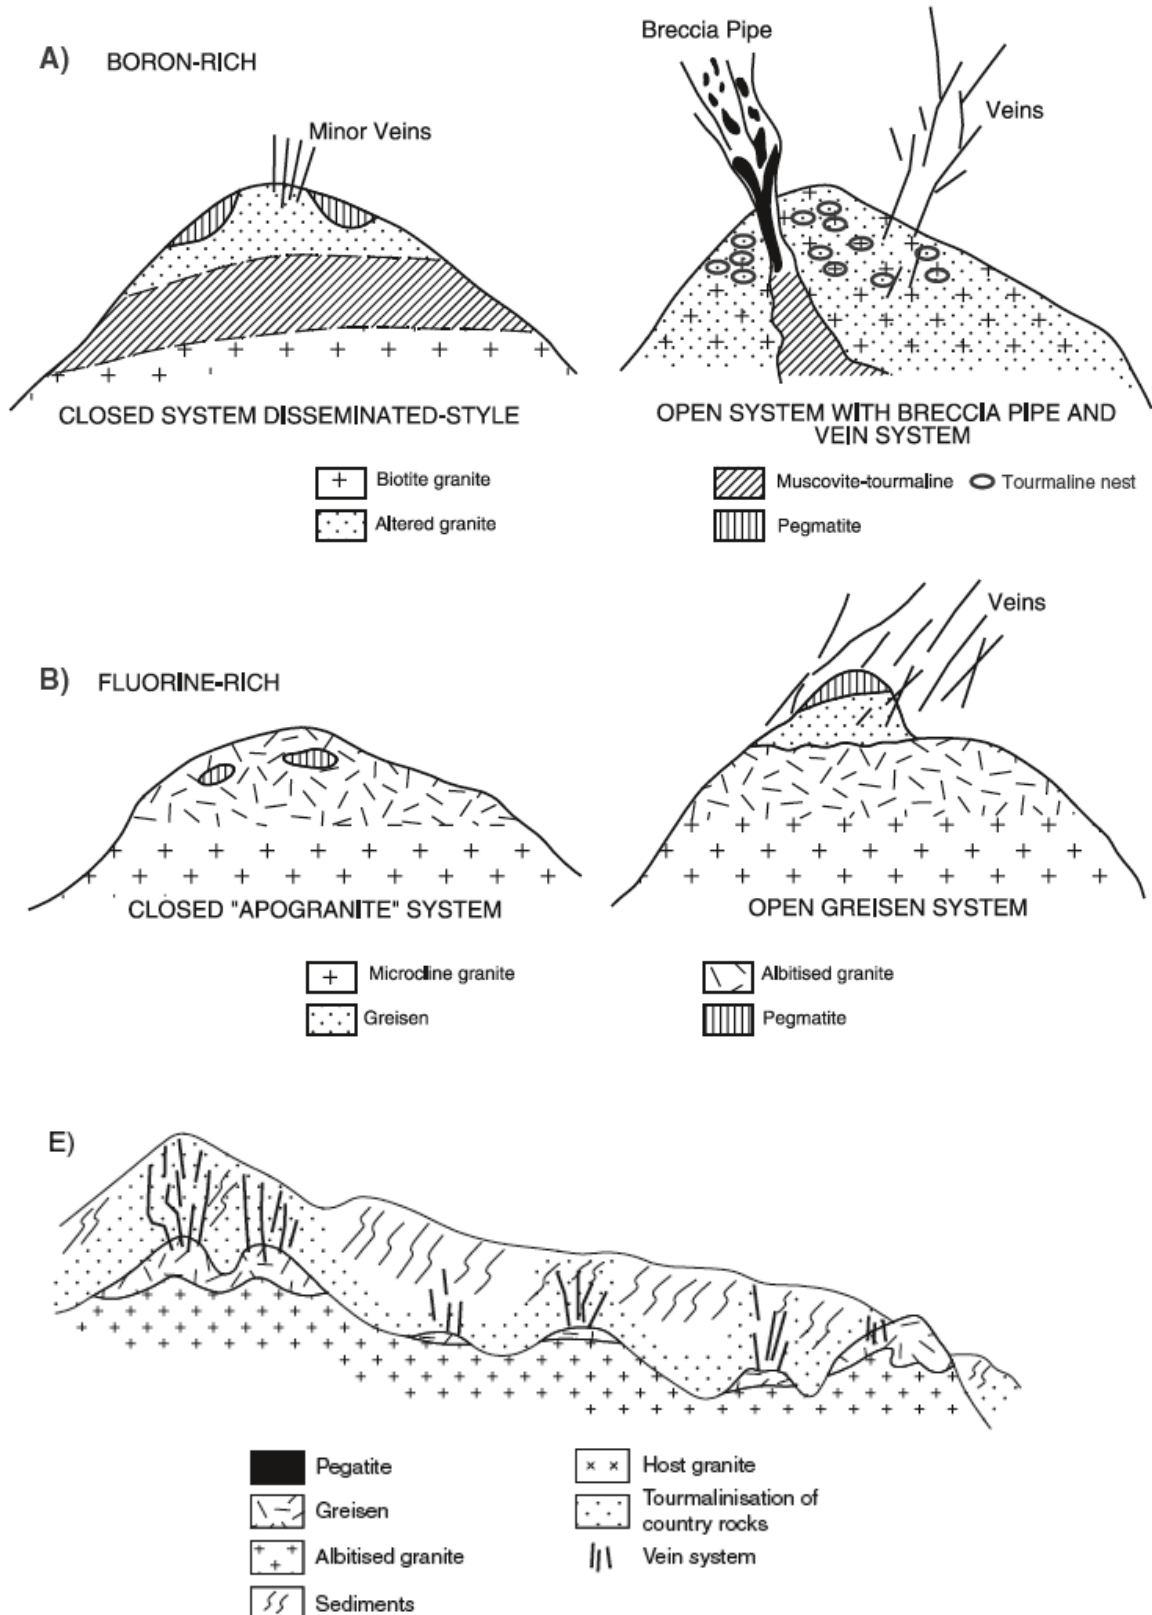 A) BORON-RICH
Minor Veins
Breccia Pipe
Veins
CLOSED SYSTEM DISSEMINATED-STYLE
OPEN SYSTEM WITH BRECCIA PIPE AND
VEIN SYSTEM
Biotite granite
Altered granite
Muscovite-tourmaline
Tourmaline nest
Pegmatite
B) FLUORINE-RICH
Veins
CLOSED "APOGRANITE" SYSTEM
OPEN GREISEN SYSTEM
Microcline granite
Greisen
Albitised granite
Pegmatite
E)
Pegatite
Greisen
Albitised granite
Sediments
Host granite
Tourmalinisation of
country rocks
Vein system